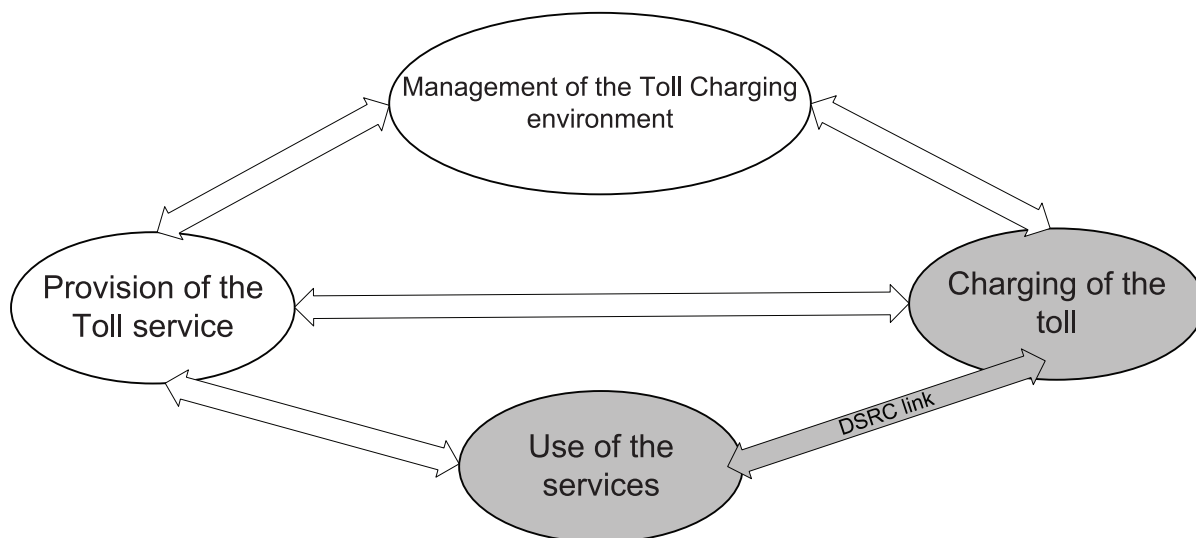 Management of the Toll Charging
environment
Provision of the
Toll service
Charging of the
toll
DSRC link
Use of the
services